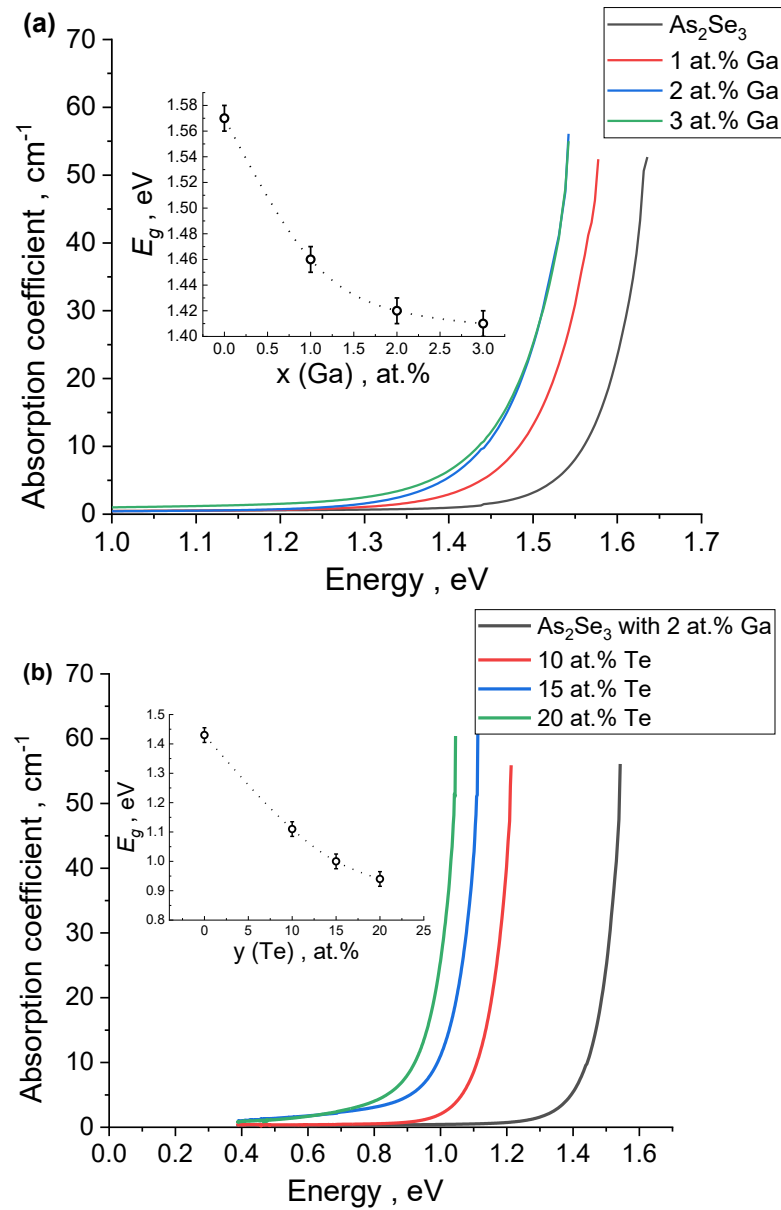 (a)
As₂Se₃
1 at.% Ga
2 at.% Ga
3 at.% Ga
70
60
50
40
30
20
10
0
Absorption coefficient , cm⁻¹
1.0 1.1 1.2 1.3 1.4 1.5 1.6 1.7
Energy , eV
1.58
1.56
1.54
1.52
1.50
1.48
1.46
1.44
1.42
1.40
E_g , eV
0.0 0.5 1.0 1.5 2.0 2.5 3.0
x (Ga) , at.%
(b)
As₂Se₃ with 2 at.% Ga
10 at.% Te
15 at.% Te
20 at.% Te
70
60
50
40
30
20
10
0
Absorption coefficient , cm⁻¹
0.0 0.4 0.6 0.8 1.0 1.2 1.4 1.6
Energy , eV
1.5
1.4
1.3
1.2
1.1
1.0
0.9
0.8
E_g , eV
0 5 10 15 20 25
y (Te) , at.%